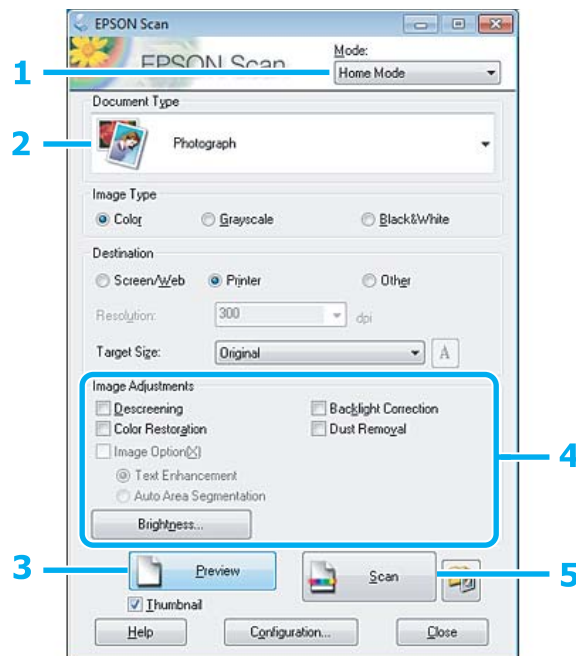 EPSON Scan
EPSON Scan
Mode:
1
Home Mode
Document Type
2
Photograph
Image Type
Color Grayscale Black&White
Destination
Screen/Web Printer Other
Resolution: 300 dpi
Target Size: Original A
Image Adjustments
Descreening Backlight Correction
Color Restoration Dust Removal
Image Option(X)
4
Text Enhancement
Auto Area Segmentation
Brightness...
3 Preview Scan 5
Thumbnail
Help Configuration... Close